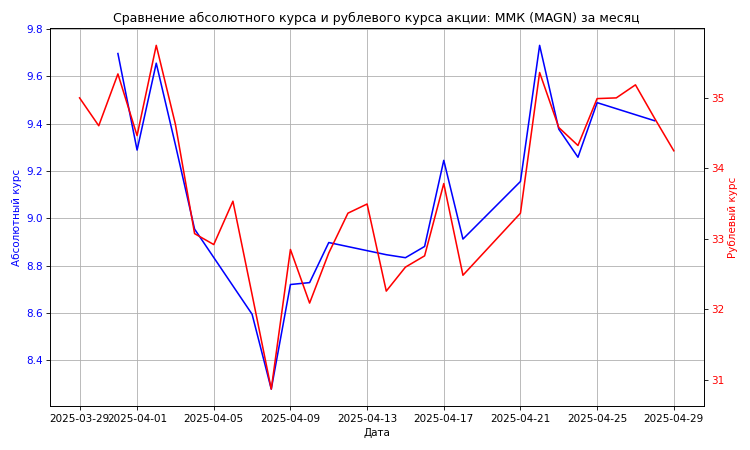 Сравнение абсолютного курса и рублевого курса акции: ММК (MAGN) за месяц
9.8
9.6
9.4
9.2
9.0
8.8
8.6
8.4
Абсолютный курс
35
34
33
32
31
Рублевый курс
2025-03-29 2025-04-01 2025-04-05 2025-04-09 2025-04-13 2025-04-17 2025-04-21 2025-04-25 2025-04-29
Дата